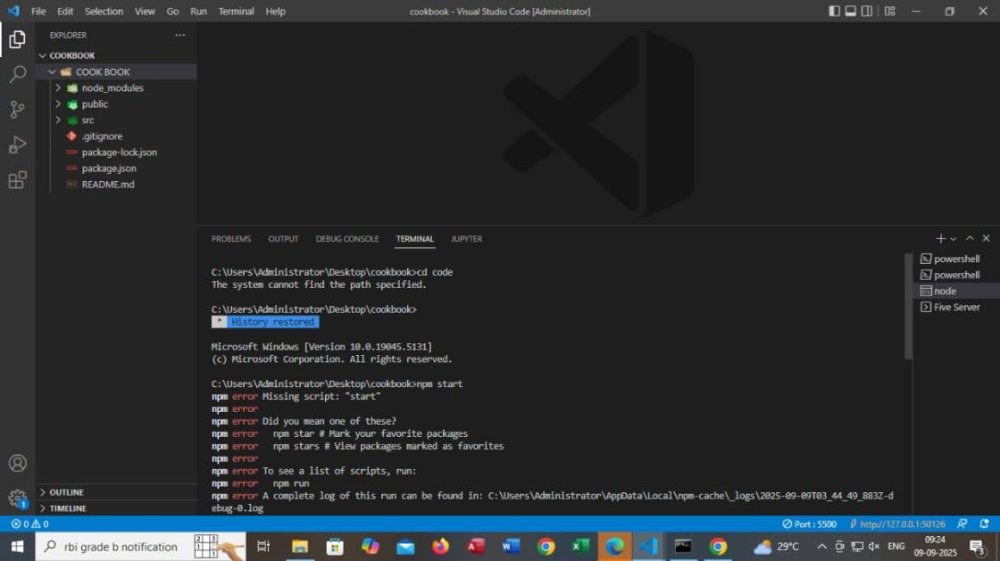 File Edit Selection View Go Run Terminal Help
cookbook - Visual Studio Code [Administrator]
EXPLORER
COOKBOOK
COOK BOOK
node_modules
public
src
.gitignore
package-lock.json
package.json
README.md
OUTLINE
TIMELINE
PROBLEMS OUTPUT DEBUG CONSOLE TERMINAL JUPYTER
C:\Users\Administrator\Desktop\cookbook>cd code
The system cannot find the path specified.
C:\Users\Administrator\Desktop\cookbook>
* History restored
Microsoft Windows [Version 10.0.19045.5131]
(c) Microsoft Corporation. All rights reserved.
C:\Users\Administrator\Desktop\cookbook>npm start
npm error Missing script: "start"
npm error
npm error Did you mean one of these?
npm error   npm star # Mark your favorite packages
npm error   npm stars # View packages marked as favorites
npm error
npm error To see a list of scripts, run:
npm error   npm run
npm error A complete log of this run can be found in: C:\Users\Administrator\AppData\Local\npm-cache\_logs\2025-09-09T03_44_49_883Z-d
ebug-0.log
powershell
powershell
node
Five Server
1
0 0
Port : 5500
http://127.0.0.1:50126
rbi grade b notification
29°C
ENG
09:24
09-09-2025
3